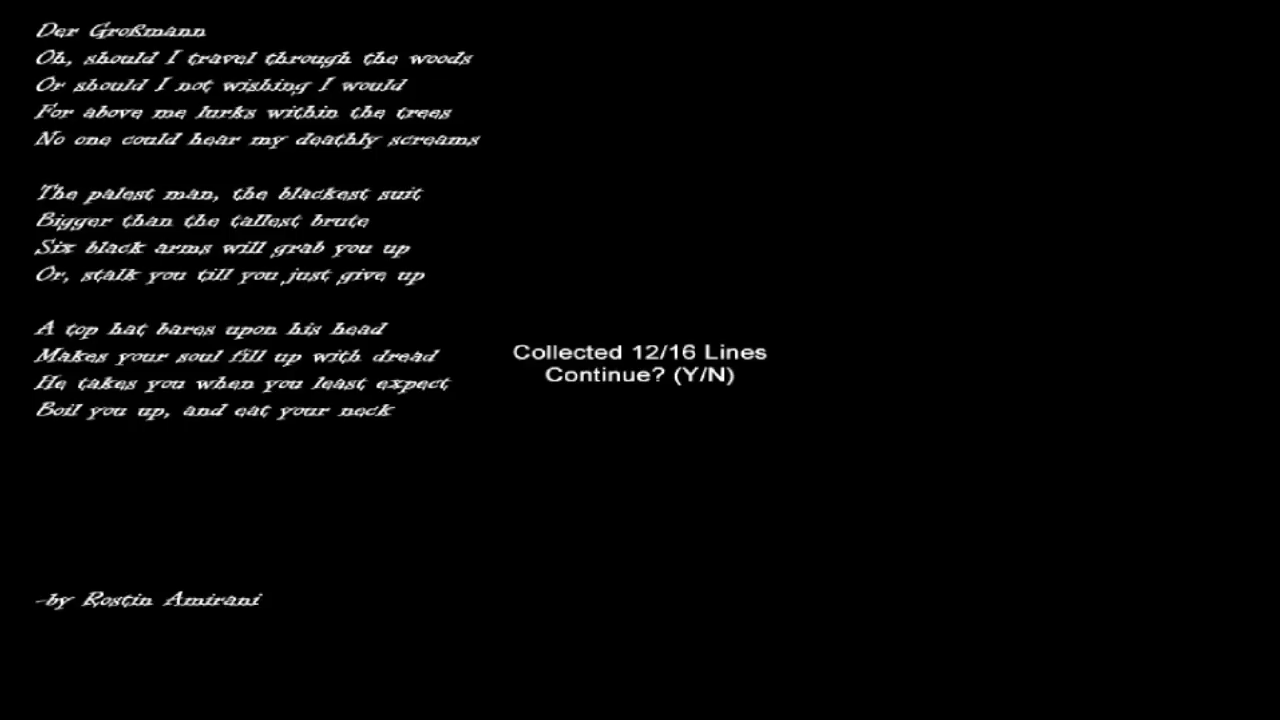 Der Großmann
Oh, should I travel through the woods
Or should I not wishing I would
For above me lurks within the trees
No one could hear my deathly screams
The palest man, the blackest suit
Bigger than the tallest brute
Six black arms will grab you up
Or, stalk you till you just give up
A top hat bares upon his head
Makes your soul fill up with dread
He takes you when you least expect
Boil you up, and eat your neck
Collected 12/16 Lines
Continue? (Y/N)
-by Rostin Amirani